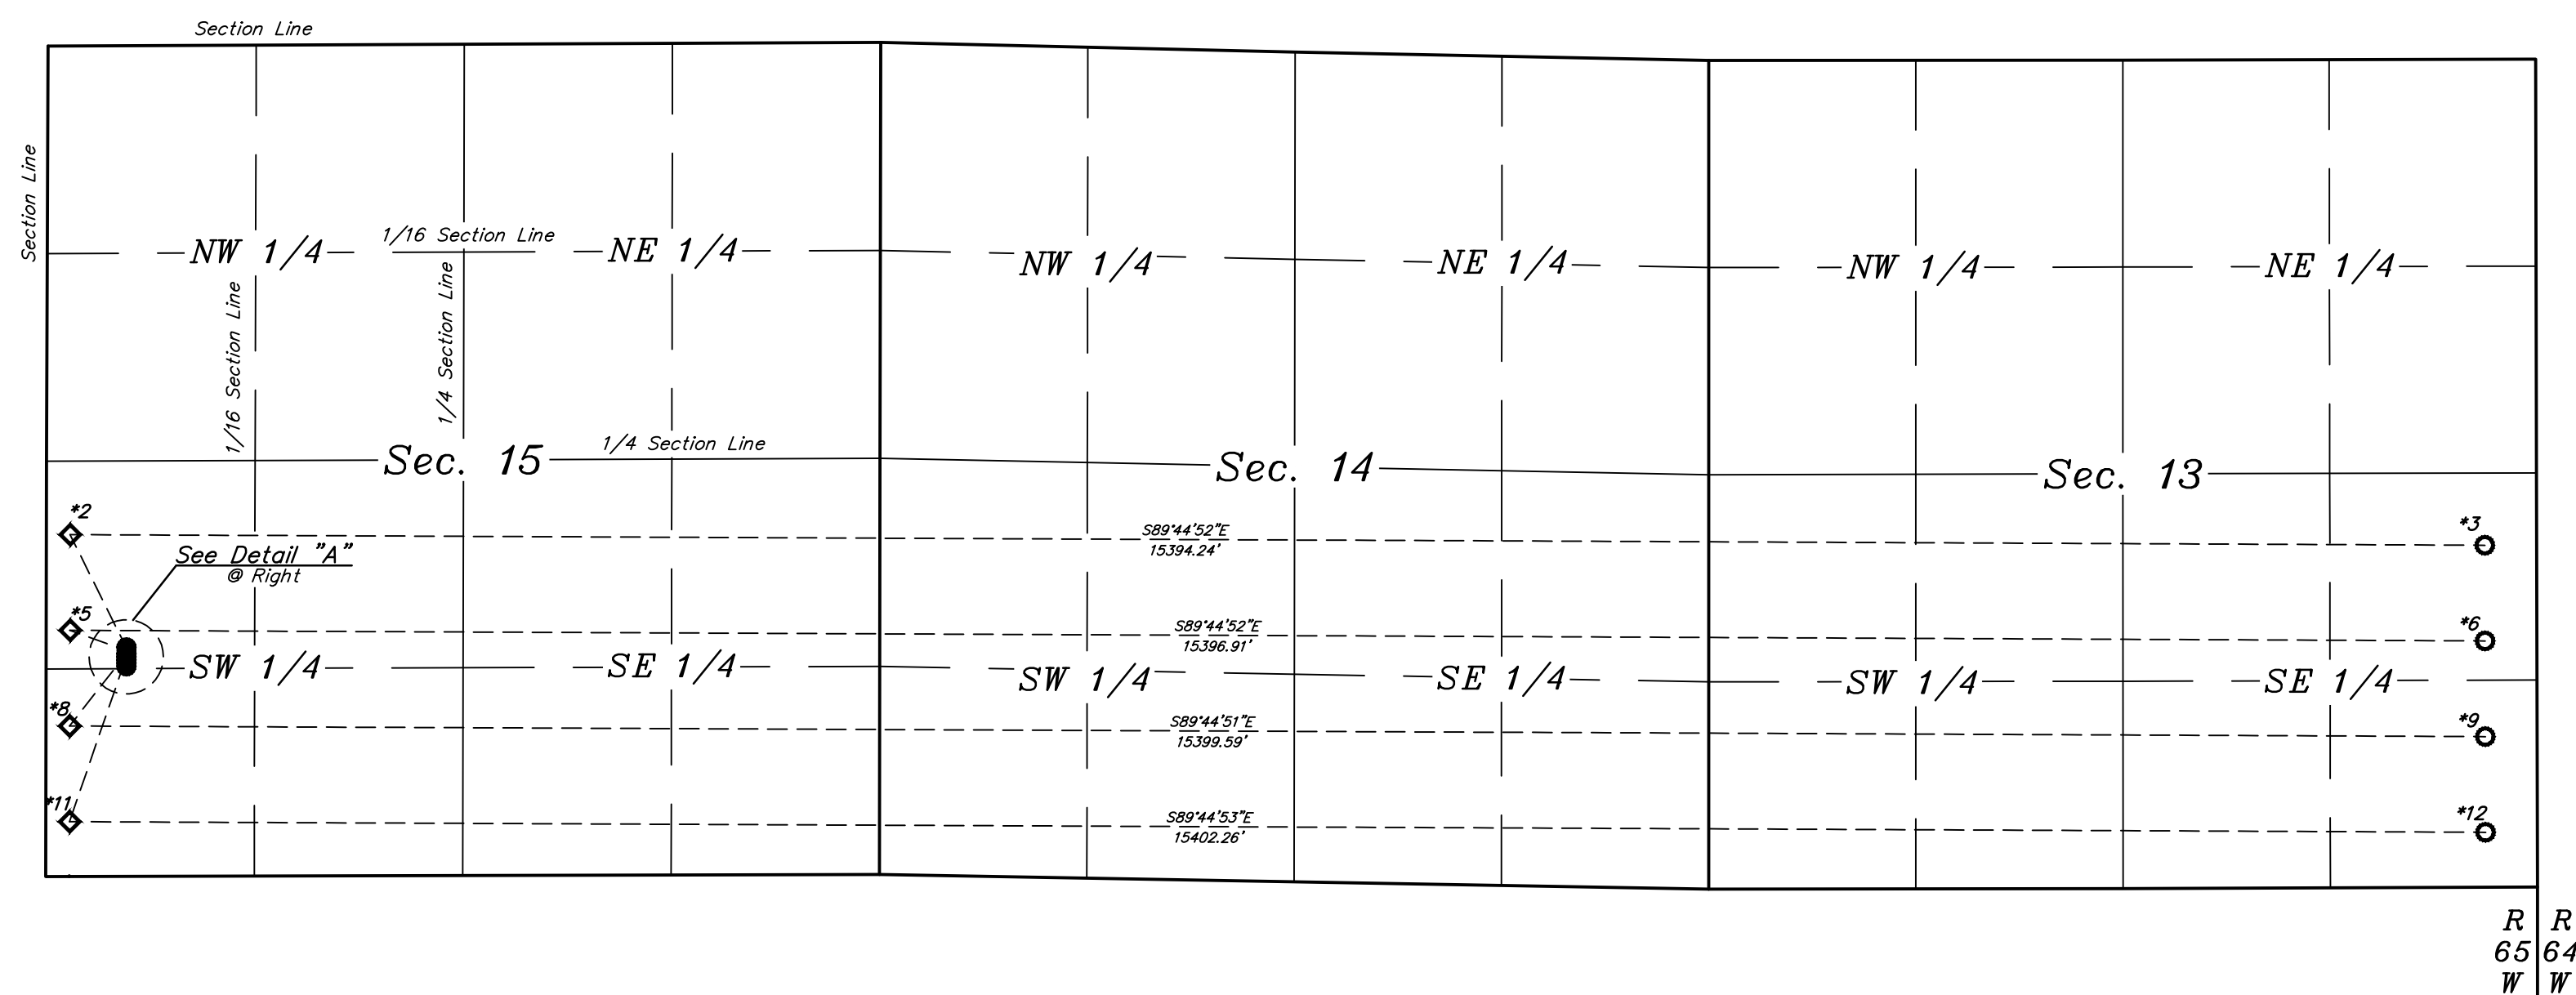 Section Line
Section Line
NW 1/4
1/16 Section Line
NE 1/4
NW 1/4
NE 1/4
NW 1/4
NE 1/4
1/16 Section Line
1/4 Section Line
Sec. 15
1/4 Section Line
Sec. 14
Sec. 13
*2
S89°44'52"E
15394.24'
*3
See Detail "A"
@ Right
*5
S89°44'52"E
15396.91'
*6
SW 1/4
SE 1/4
SW 1/4
SE 1/4
SW 1/4
SE 1/4
*8
S89°44'51"E
15399.59'
*9
*11
S89°44'53"E
15402.26'
*12
R R
65 64
W W